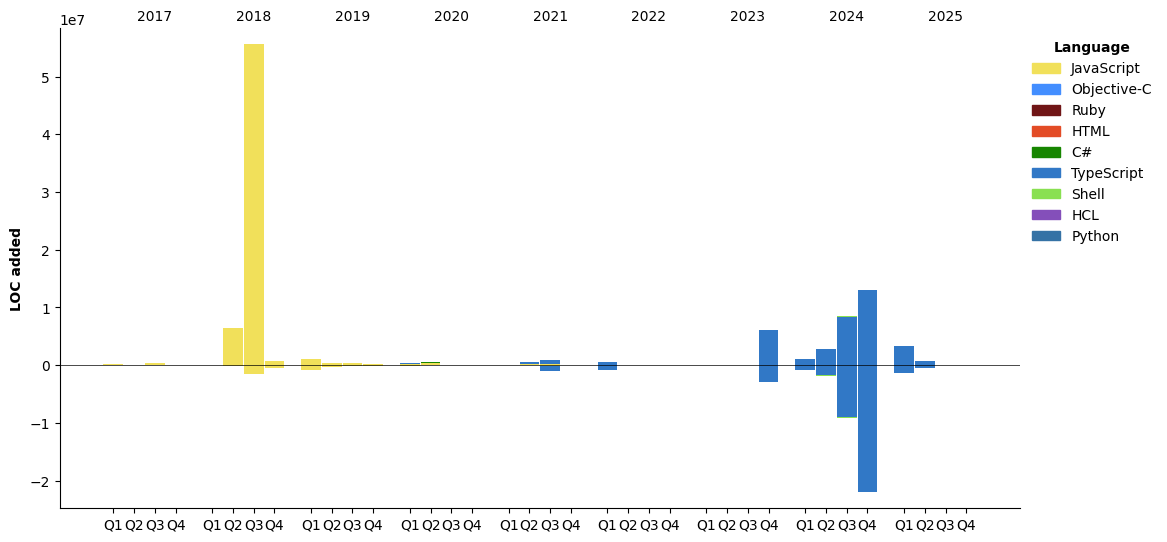 2017 2018 2019 2020 2021 2022 2023 2024 2025
1e7
LOC added
5
4
3
2
1
0
−1
−2
Q1 Q2 Q3 Q4 Q1 Q2 Q3 Q4 Q1 Q2 Q3 Q4 Q1 Q2 Q3 Q4 Q1 Q2 Q3 Q4 Q1 Q2 Q3 Q4 Q1 Q2 Q3 Q4 Q1 Q2 Q3 Q4 Q1 Q2 Q3 Q4
Language
JavaScript
Objective-C
Ruby
HTML
C#
TypeScript
Shell
HCL
Python